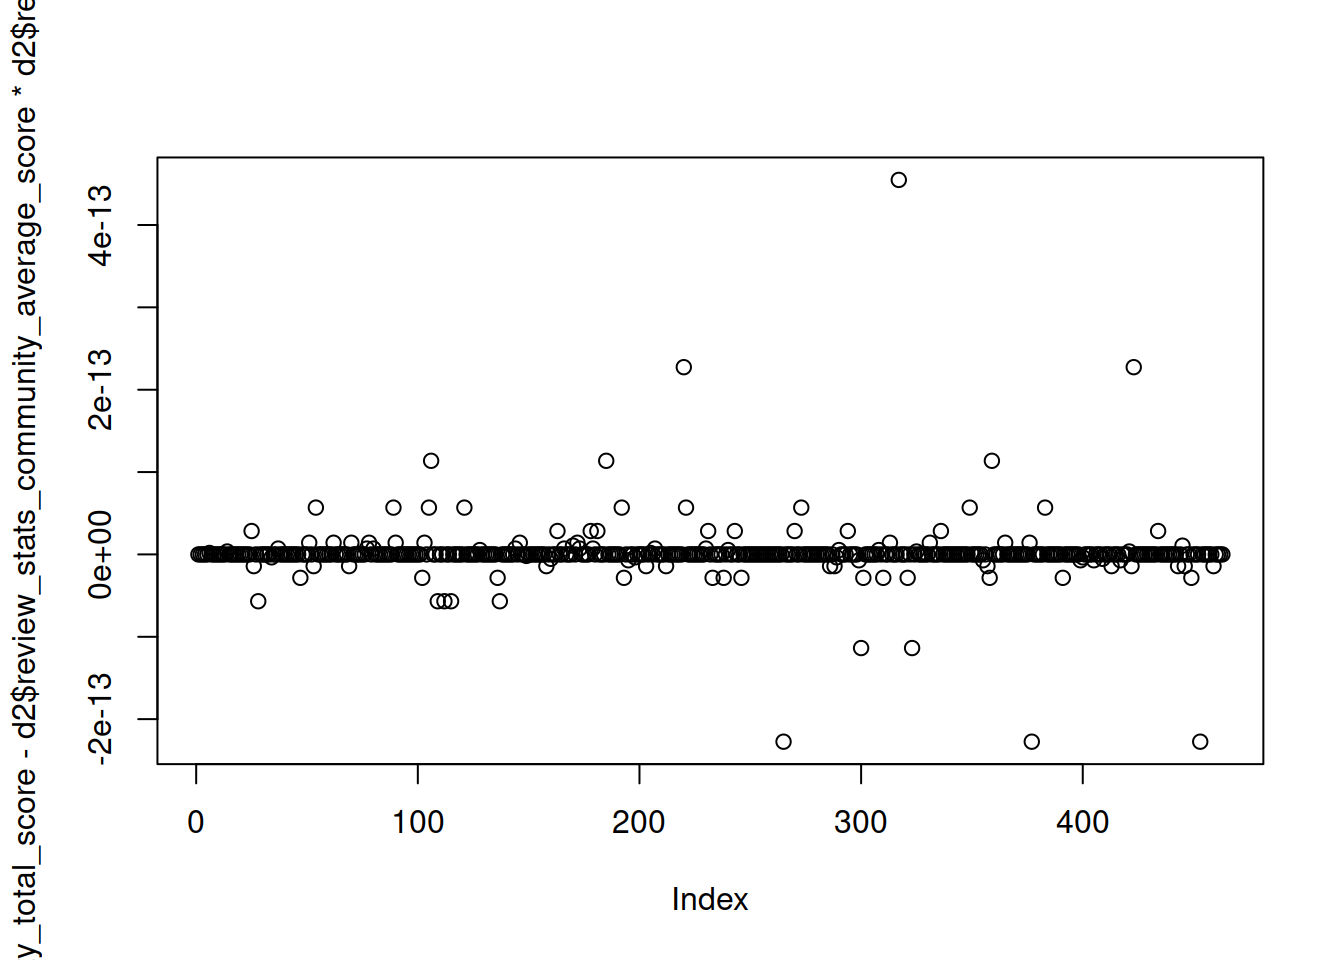 y_total_score - d2$review_stats_community_average_score * d2$re
4e-13
2e-13
0e+00
-2e-13
0 100 200 300 400
Index